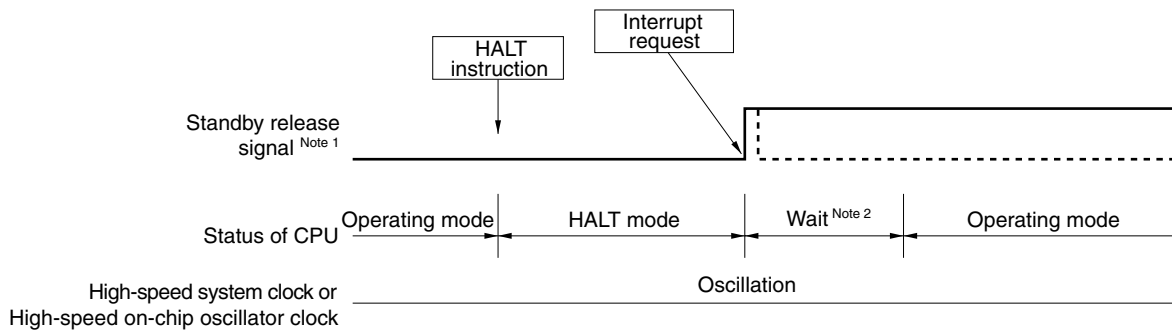 Interrupt
request
HALT
instruction
Standby release
signal Note 1
Operating mode
HALT mode
Wait Note 2
Operating mode
Status of CPU
Oscillation
High-speed system clock or
High-speed on-chip oscillator clock